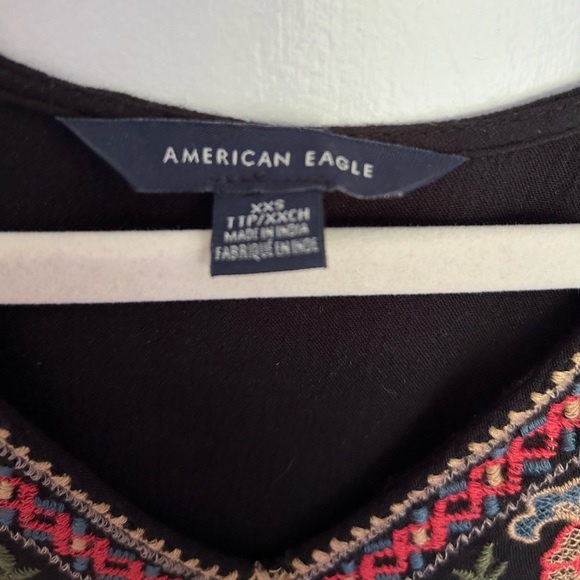 AMERICAN EAGLE
XXS
TTP/XXCH
MADE IN INDIA
FABRIQUÉ EN INDE